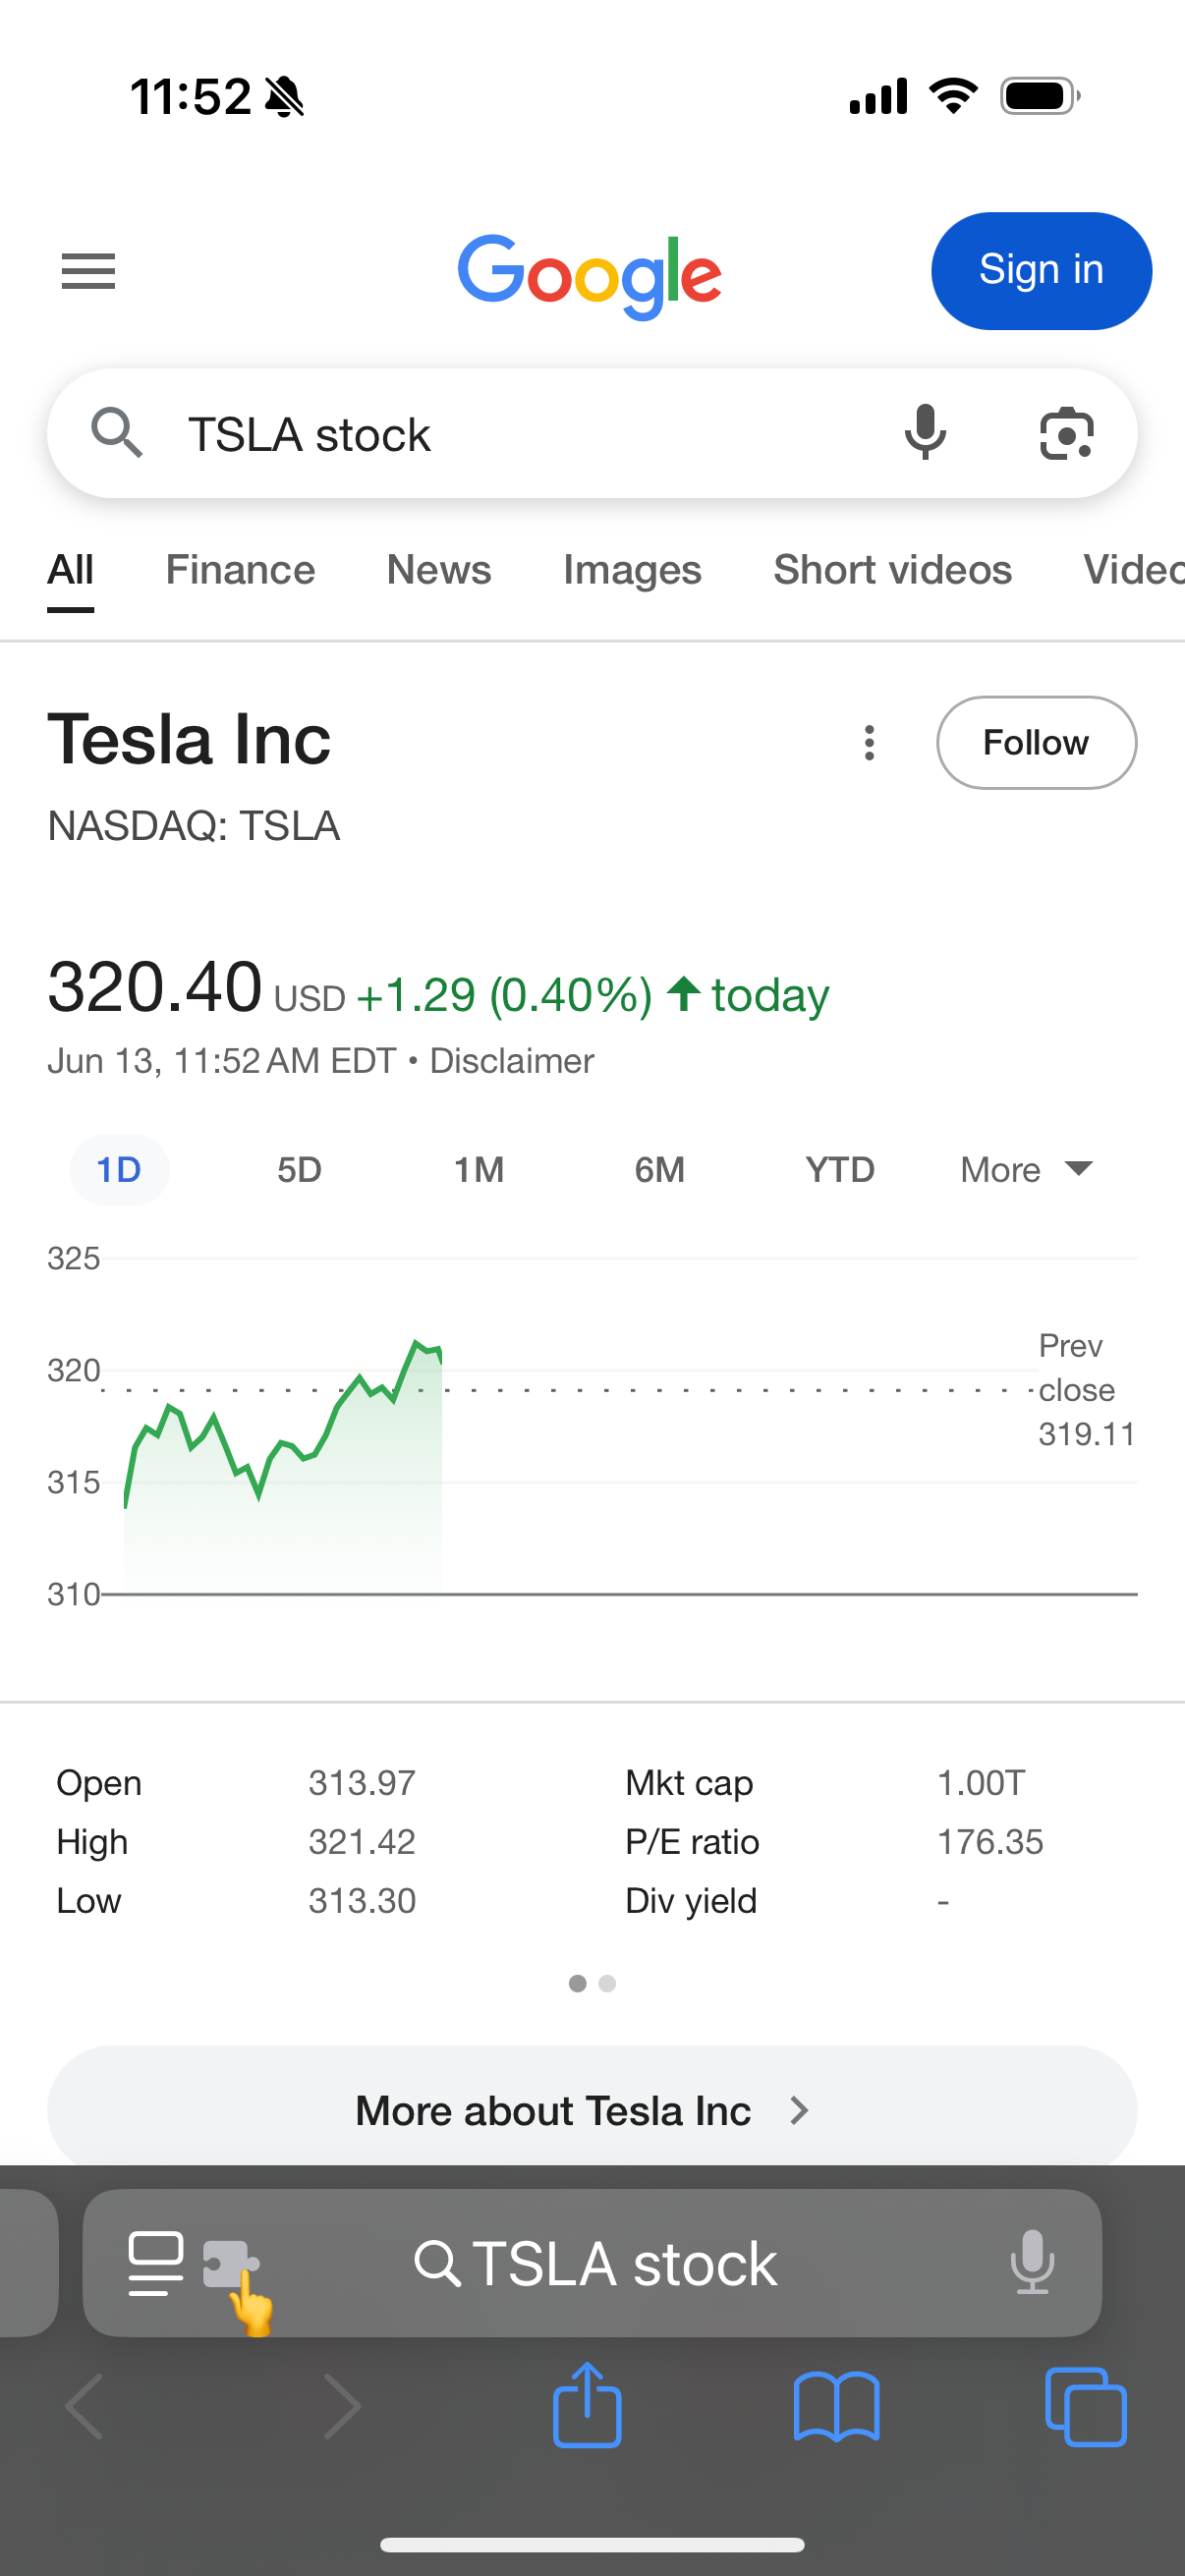 11:52
Google
Sign in
TSLA stock
All Finance News Images Short videos Videc
Tesla Inc
Follow
NASDAQ: TSLA
320.40 USD +1.29 (0.40%) ↑ today
Jun 13, 11:52 AM EDT • Disclaimer
1D 5D 1M 6M YTD More
325
320
315
310
Prev
close
319.11
Open 313.97 Mkt cap 1.00T
High 321.42 P/E ratio 176.35
Low 313.30 Div yield -
More about Tesla Inc >
TSLA stock